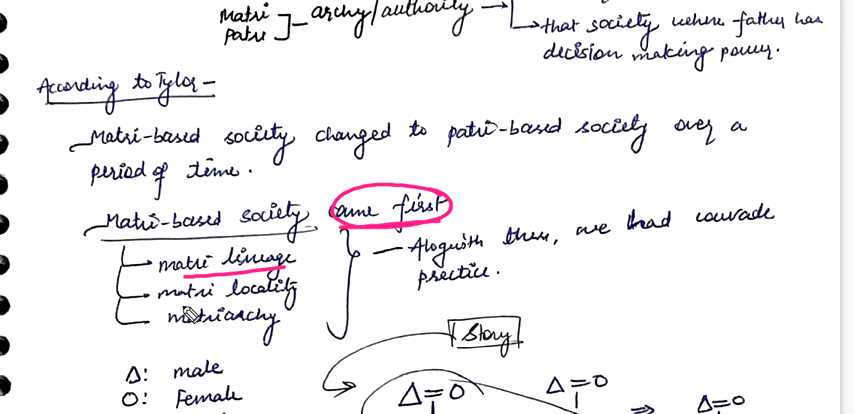 Matri
Patri ]- archy/authority →
→ that society where father has
decision making power.
According to Tylor -
Matri-based society changed to patri-based society over a
period of time.
Matri-based society came first
matri lineage
matri locality
matriarchy
— Alogwith them, we had couvade
practice.
Story
Δ: male
O: Female
Δ=O Δ=O ⇒ Δ=O